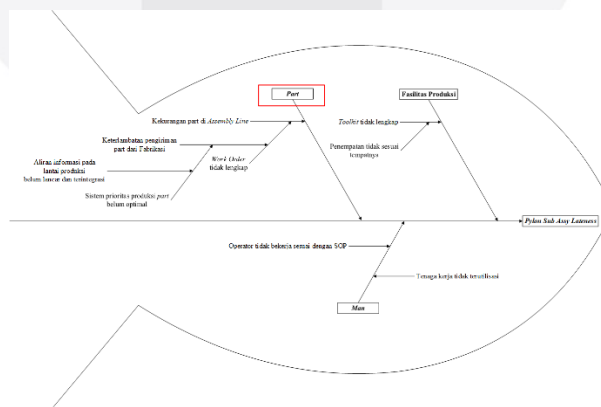 Part
Fasilitas Produksi
Kekurangan part di Assembly Line
Toolkit tidak lengkap
Keterlambatan pengiriman
part dari Fabrikasi
Penempatan tidak sesuai
tempatnya
Work Order
tidak lengkap
Aliran informasi pada
lantai produksi
belum lancar dan terintegrasi
Sistem prioritas produksi part
belum optimal
Pylon Sub Assy Lateness
Operator tidak bekerja sesuai dengan SOP
Tenaga kerja tidak terutilisasi
Man